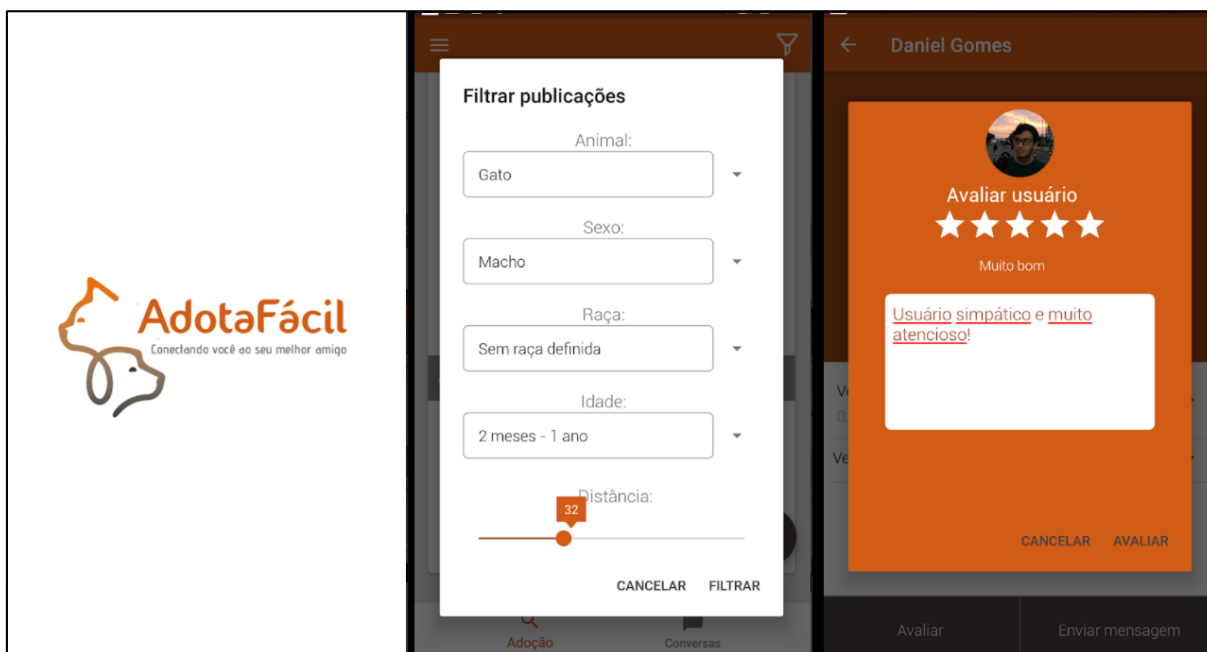 AdotaFácil
Conectando você ao seu melhor amigo
Filtrar publicações
Animal:
Gato
Sexo:
Macho
Raça:
Sem raça definida
Idade:
2 meses - 1 ano
Distância:
32
CANCELAR FILTRAR
Adoção Conversas
Daniel Gomes
Avaliar usuário
Muito bom
Usuário simpático e muito
atencioso!
CANCELAR AVALIAR
Avaliar Enviar mensagem